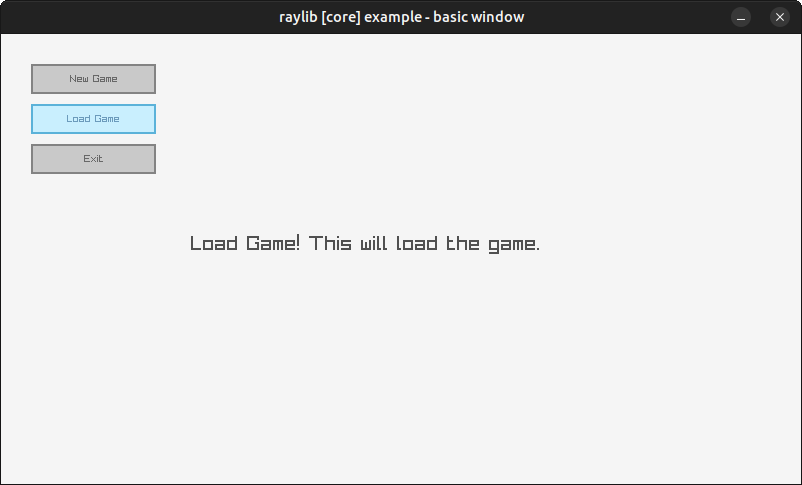 raylib [core] example - basic window
New Game
Load Game
Exit
Load Game! This will load the game.